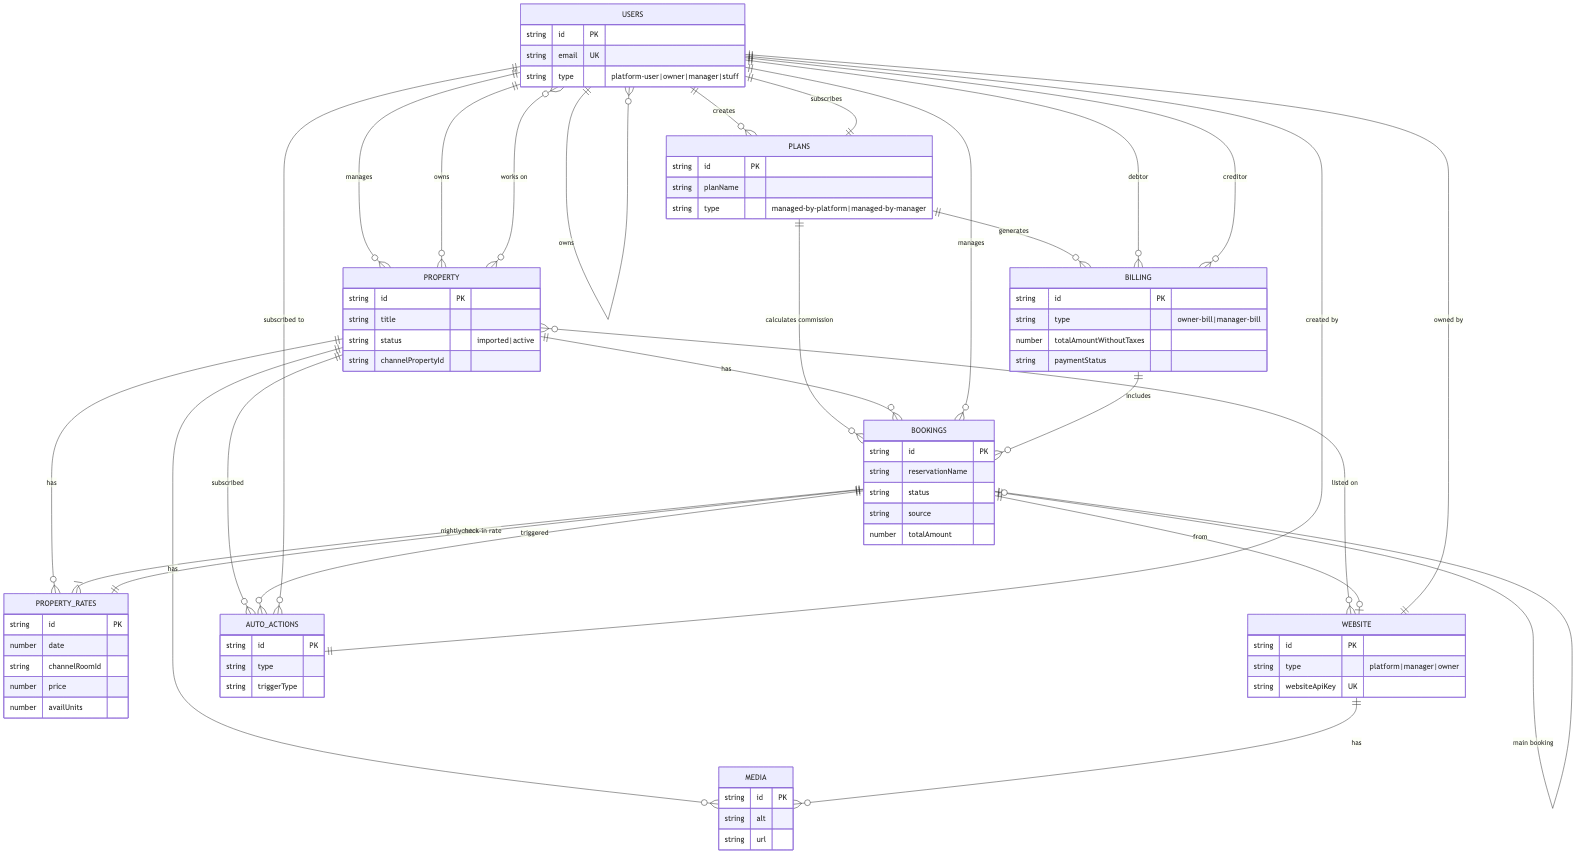 USERS
string id PK
string email UK
string type platform-user|owner|manager|stuff
creates
subscribes
PLANS
string id PK
string planName
string type managed-by-platform|managed-by-manager
manages
owns
works on
debtor
creditor
generates
owns
manages
PROPERTY
string id PK
string title
string status imported|active
string channelPropertyId
BILLING
string id PK
string type owner-bill|manager-bill
number totalAmountWithoutTaxes
string paymentStatus
subscribed to
calculates commission
created by
owned by
has
includes
BOOKINGS
string id PK
string reservationName
string status
string source
number totalAmount
has
subscribed
listed on
nightly
check-in rate
triggered
from
has
PROPERTY_RATES
string id PK
number date
string channelRoomId
number price
number availUnits
AUTO_ACTIONS
string id PK
string type
string triggerType
WEBSITE
string id PK
string type platform|manager|owner
string websiteApiKey UK
has
main booking
MEDIA
string id PK
string alt
string url